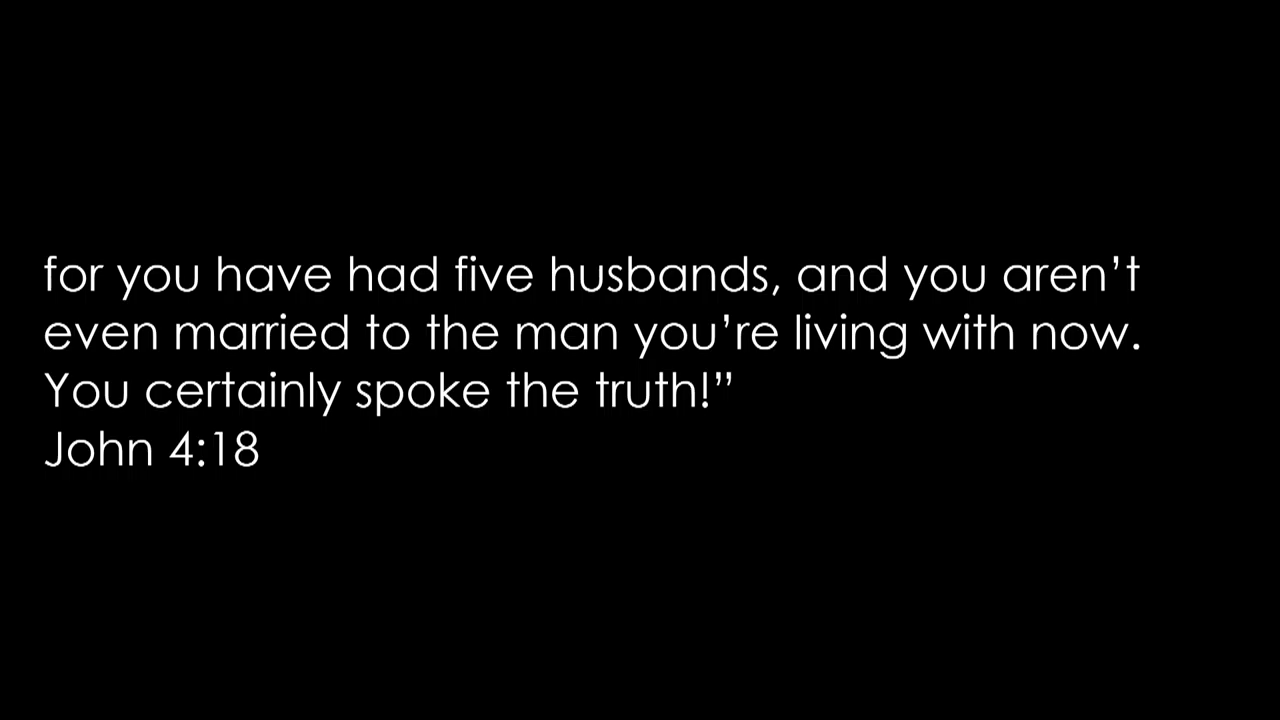 for you have had five husbands, and you aren’t
even married to the man you’re living with now.
You certainly spoke the truth!”
John 4:18